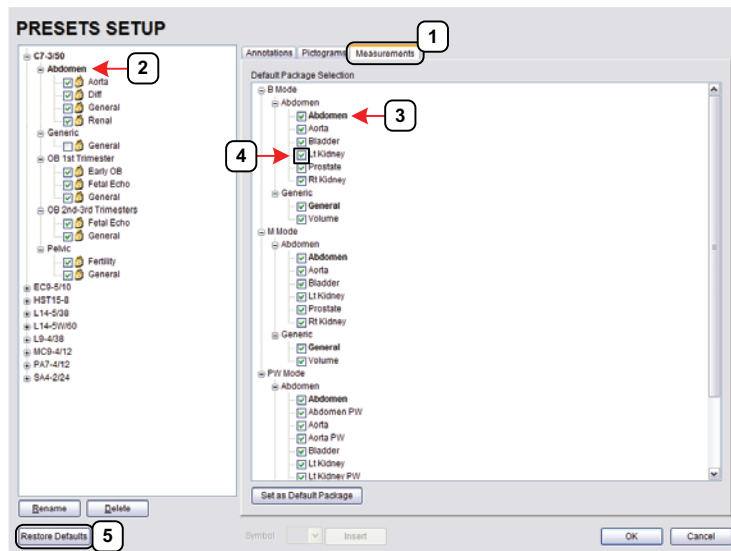 PRESETS SETUP
C7-3/50
Abdomen
Aorta
Diff
General
Renal
Generic
General
OB 1st Trimester
Early OB
Fetal Echo
General
OB 2nd-3rd Trimesters
Fetal Echo
General
Pelvic
Fertility
General
EC9-5/10
HST15-8
L14-5/38
L14-5W/60
L9-4/38
MC9-4/12
PA7-4/12
SA4-2/24
Rename Delete
Restore Defaults
5
2
Annotations Pictograms Measurements
1
Default Package Selection
B Mode
Abdomen
Abdomen
3
Aorta
Bladder
4
Lt Kidney
Prostate
Rt Kidney
Generic
General
Volume
M Mode
Abdomen
Abdomen
Aorta
Bladder
Lt Kidney
Prostate
Rt Kidney
Generic
General
Volume
PW Mode
Abdomen
Abdomen
Abdomen PW
Aorta
Aorta PW
Bladder
Lt Kidney
Lt Kidney PW
Set as Default Package
Symbol Insert
OK Cancel